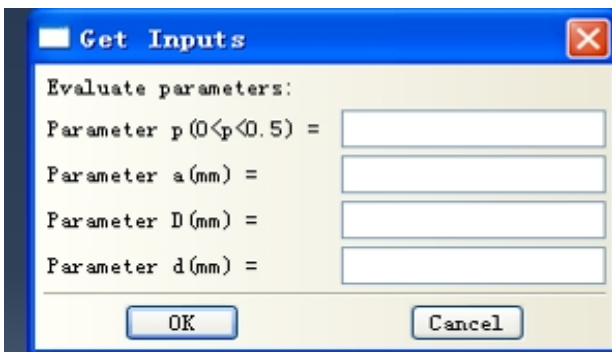 Get Inputs
Evaluate parameters:
Parameter p(0<p<0.5) =
Parameter a(mm) =
Parameter D(mm) =
Parameter d(mm) =
OK Cancel